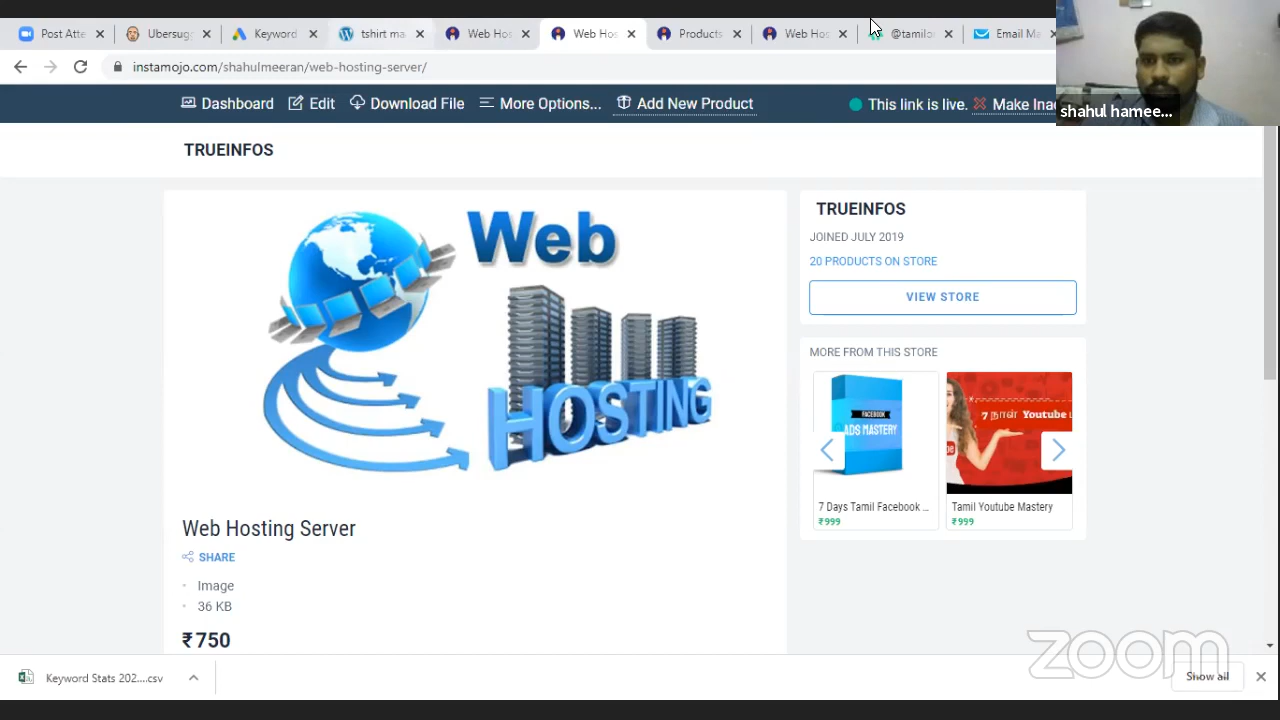 Post Atte
Ubersugg
Keyword
tshirt ma
Web Hos
Web Hos
Products
Web Hos
@tamilo
Email Ma
instamojo.com/shahulmeeran/web-hosting-server/
Dashboard
Edit
Download File
More Options...
Add New Product
This link is live.
Make Ina
shahul hamee...
TRUEINFOS
Web
HOSTING
Web Hosting Server
SHARE
Image
36 KB
₹750
TRUEINFOS
JOINED JULY 2019
20 PRODUCTS ON STORE
VIEW STORE
MORE FROM THIS STORE
FACEBOOK
ADS MASTERY
7 நாள் Youtube
7 Days Tamil Facebook ...
₹999
Tamil Youtube Mastery
₹999
zoom
Keyword Stats 202....csv
Show all